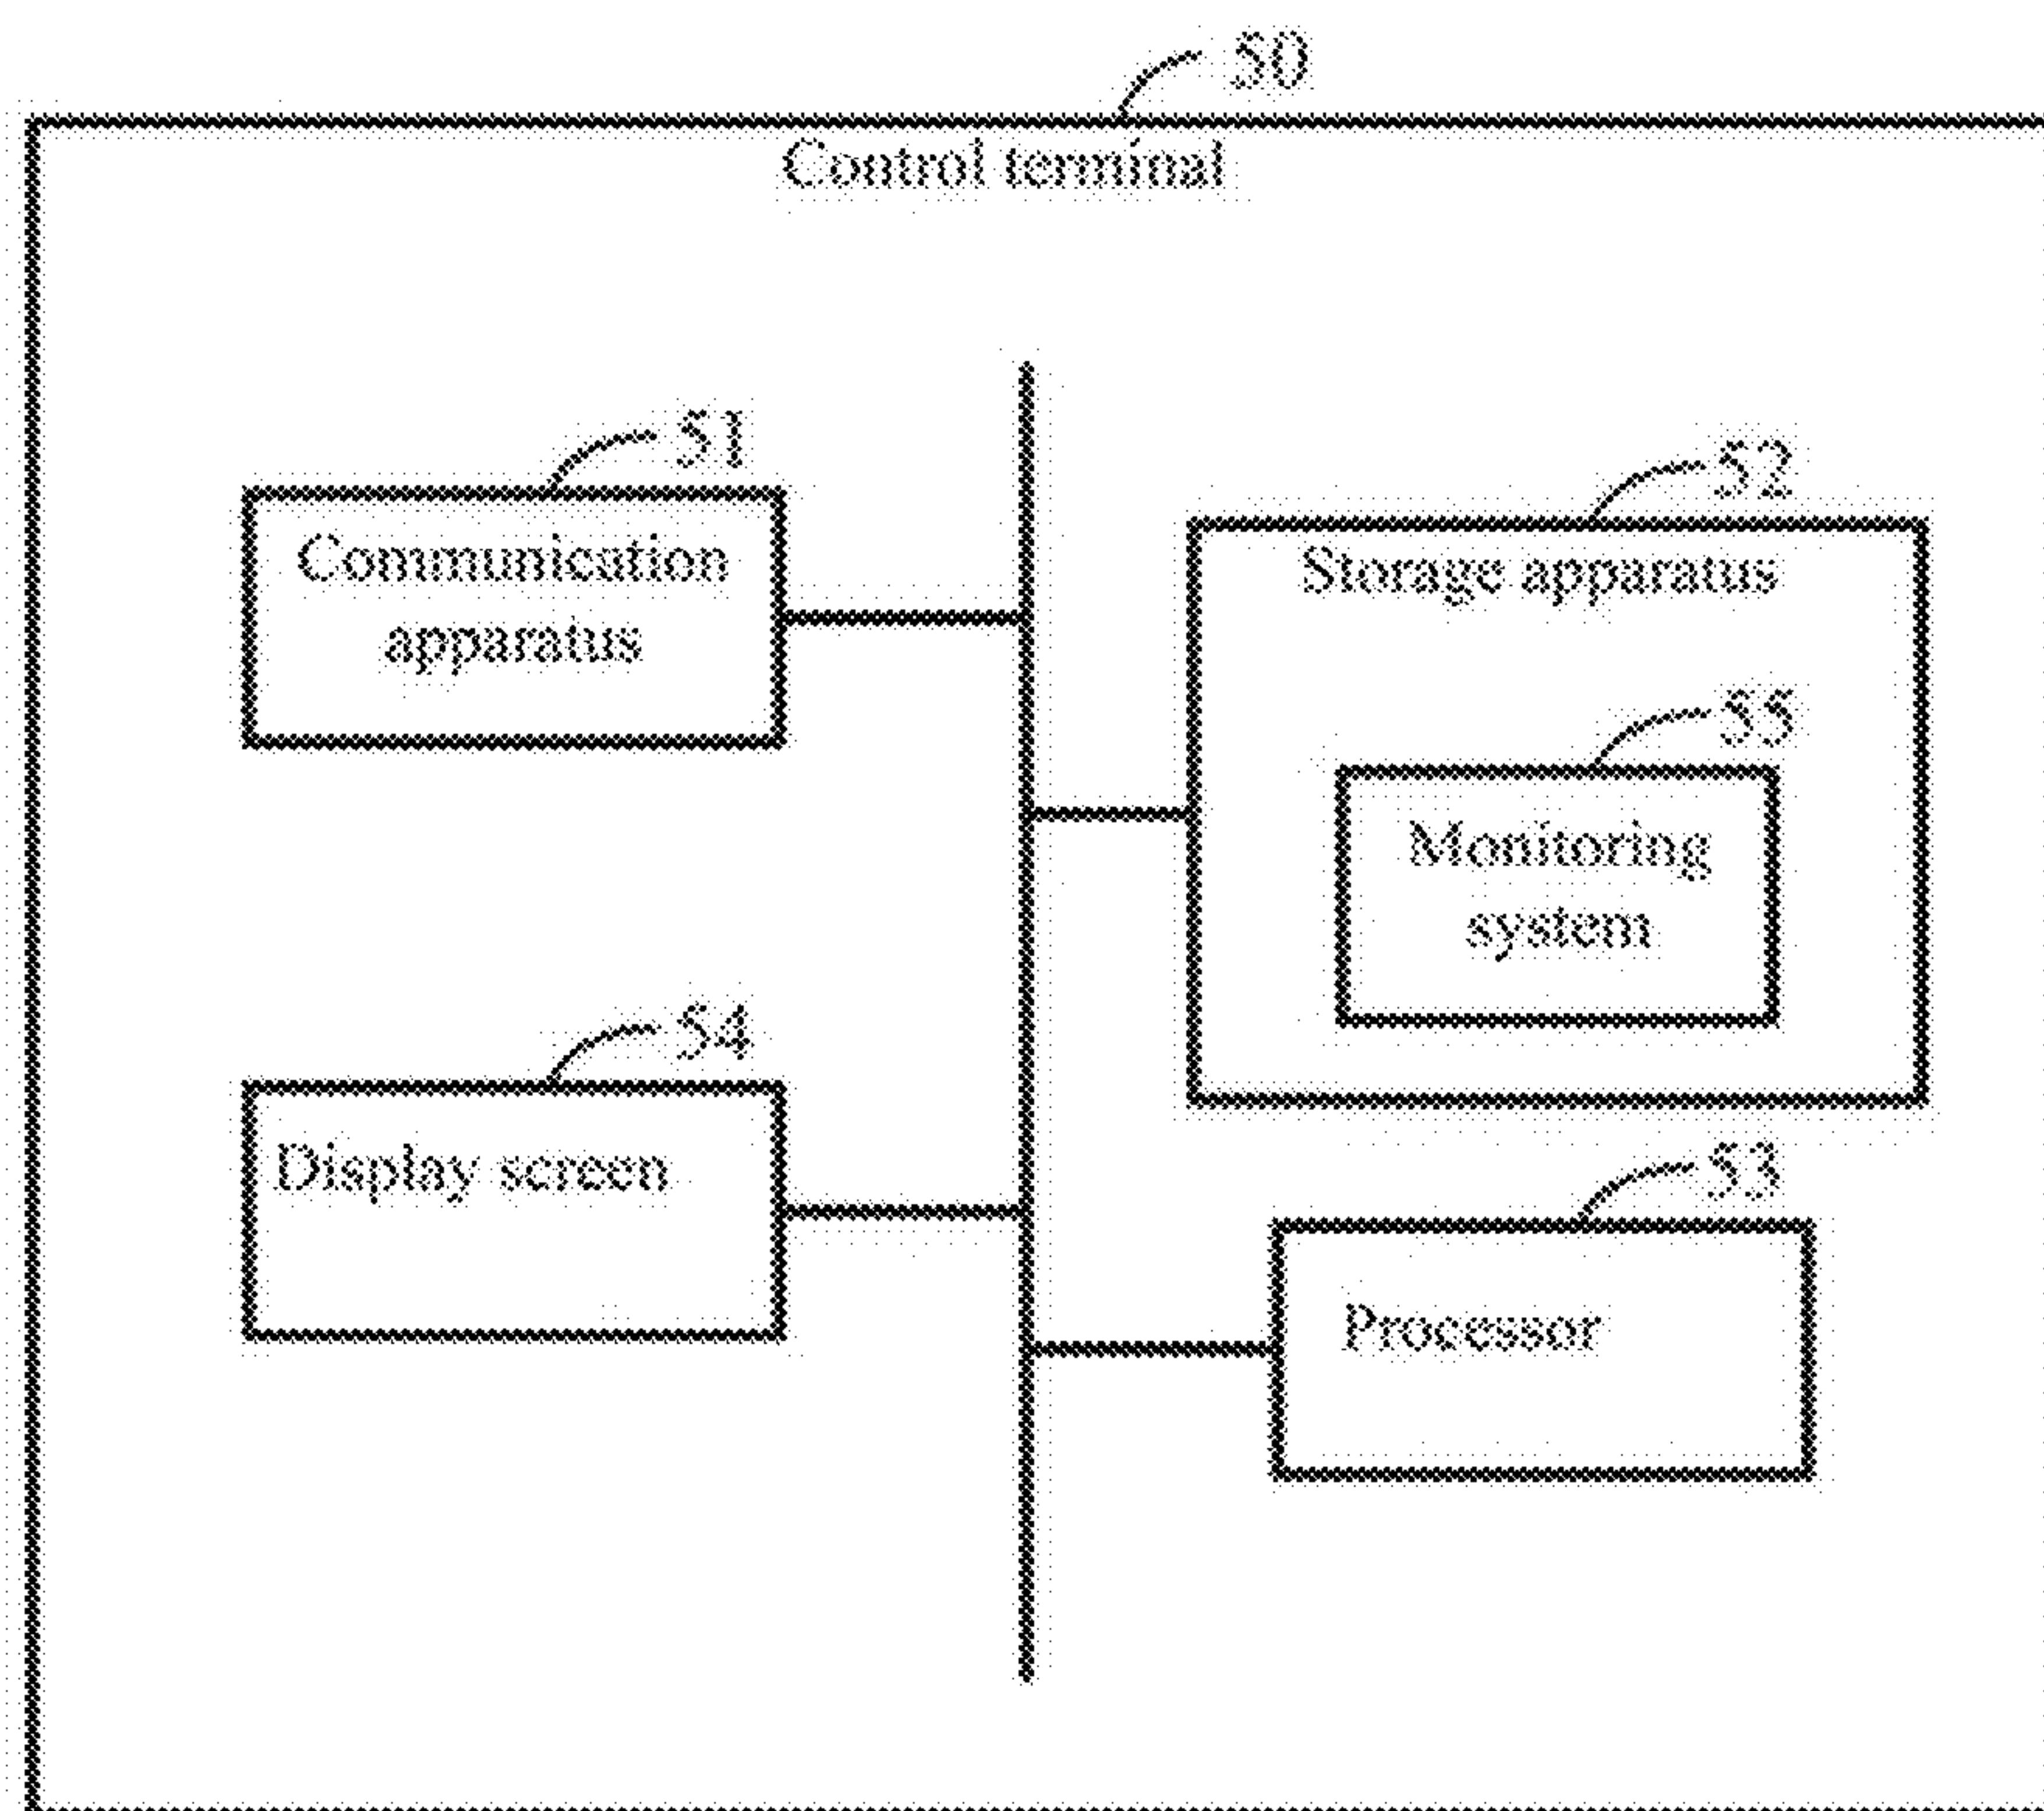 50
Control terminal
51
Communication
apparatus
52
Storage apparatus
55
Monitoring
system
54
Display screen
53
Processor